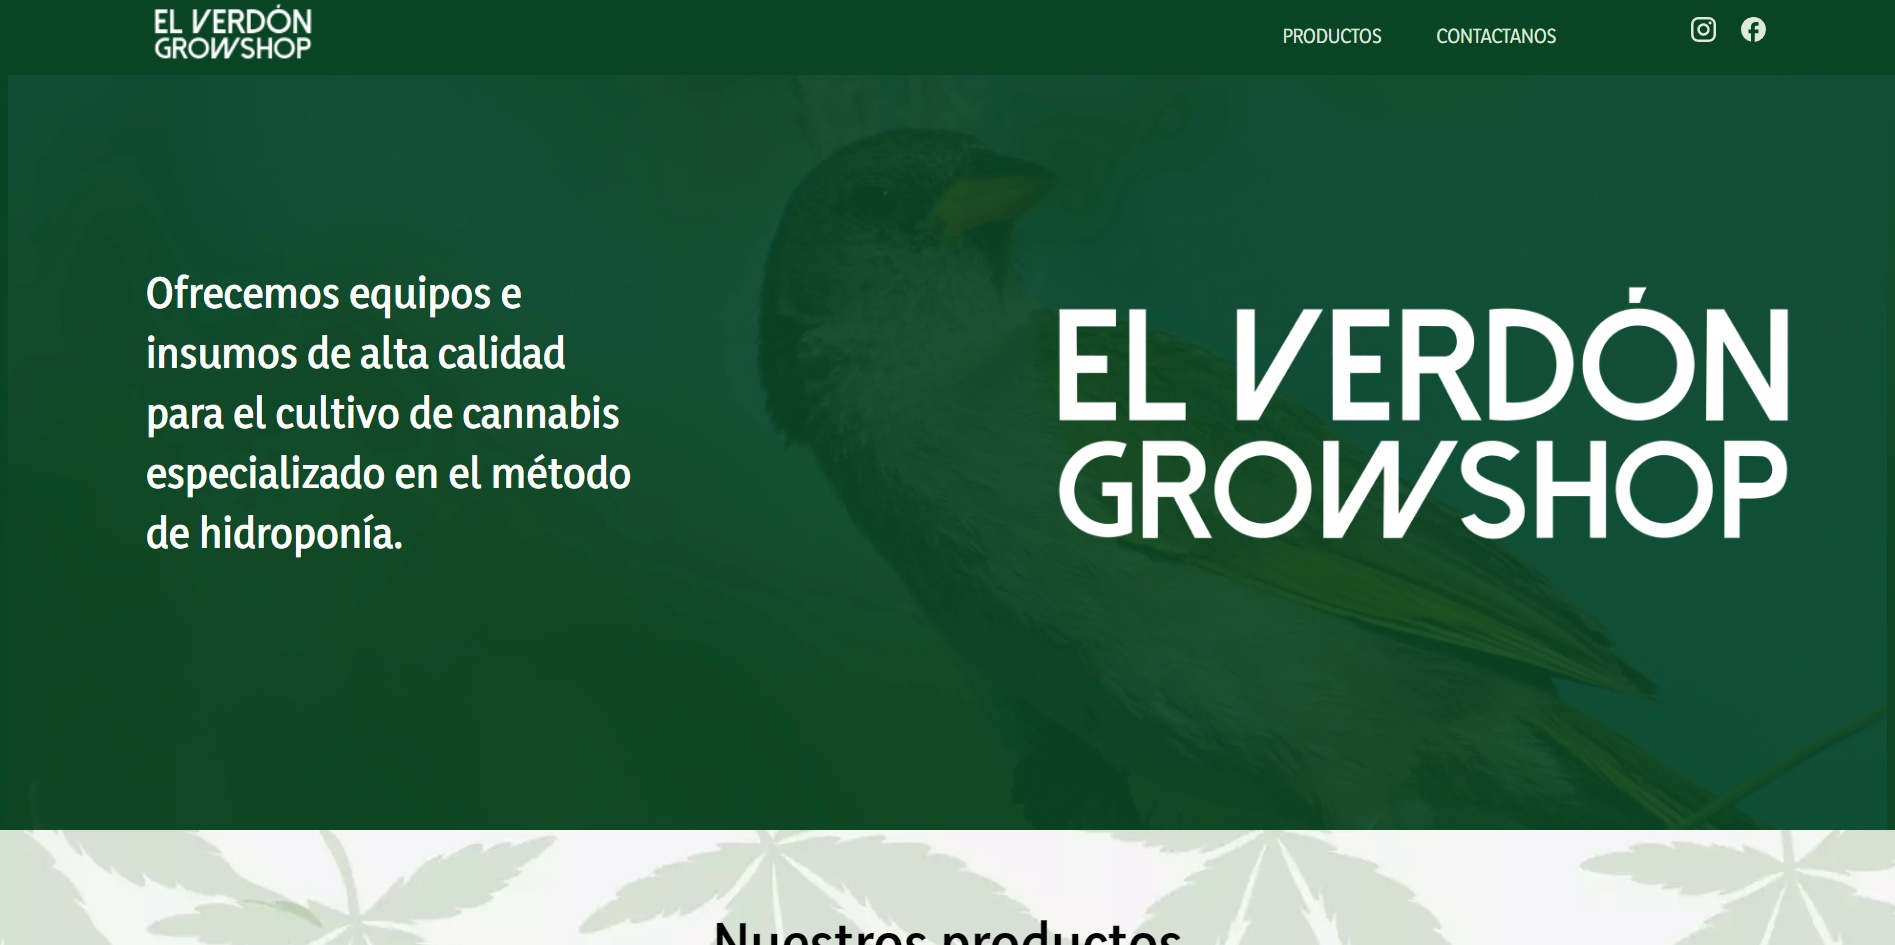 EL VERDÓN
GROWSHOP
PRODUCTOS
CONTACTANOS
Ofrecemos equipos e
insumos de alta calidad
para el cultivo de cannabis
especializado en el método
de hidroponía.
EL VERDÓN
GROWSHOP
Nuestros productos